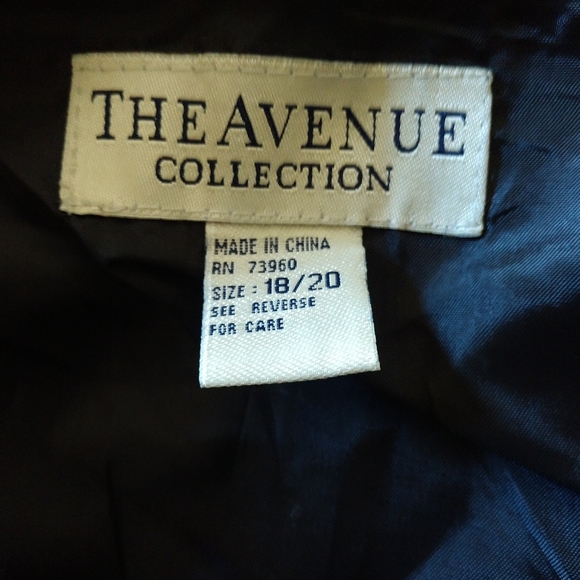 THE AVENUE
COLLECTION
MADE IN CHINA
RN 73960
SIZE : 18/20
SEE REVERSE
FOR CARE